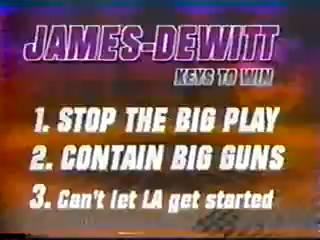 JAMES-DEWITT
KEYS TO WIN
1. STOP THE BIG PLAY
2. CONTAIN BIG GUNS
3. Can't let LA get started